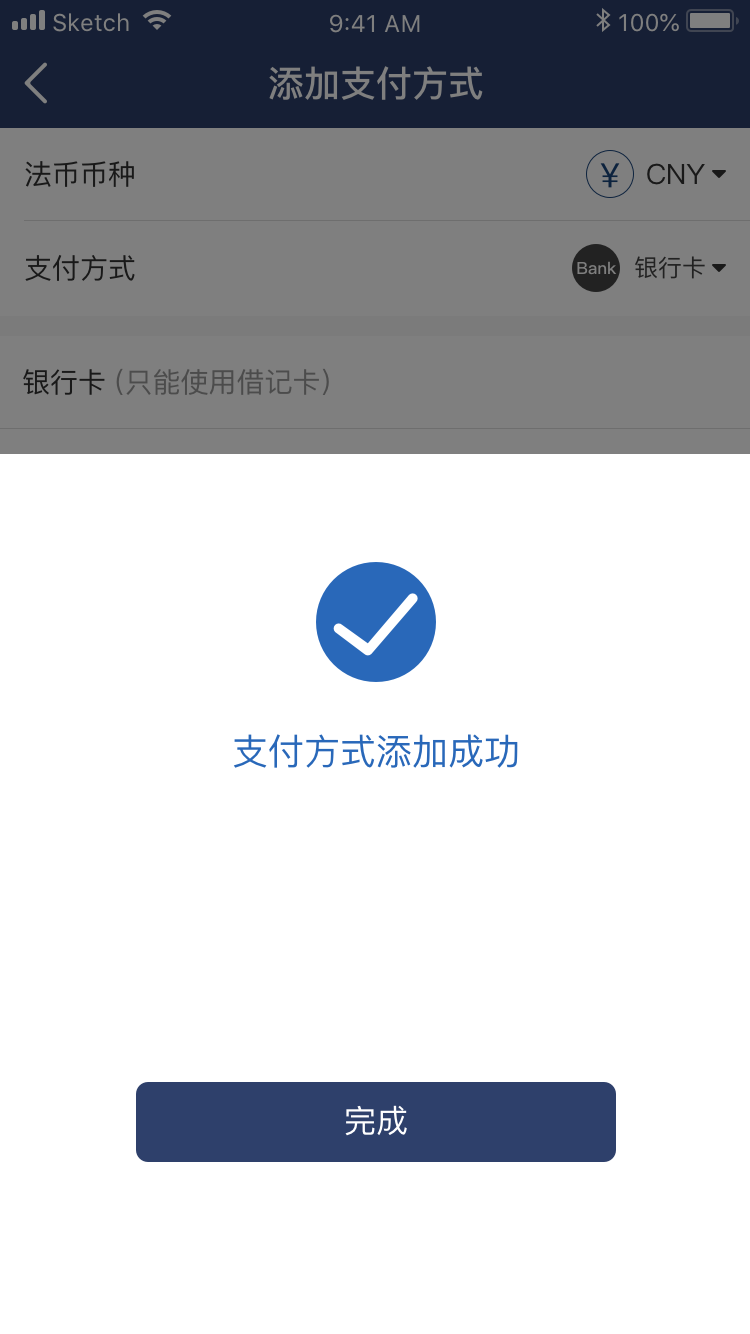 Sketch 9:41 AM 100%
添加支付方式
法币币种 ¥ CNY
支付方式 Bank 银行卡
银行卡（只能使用借记卡）
支付方式添加成功
完成